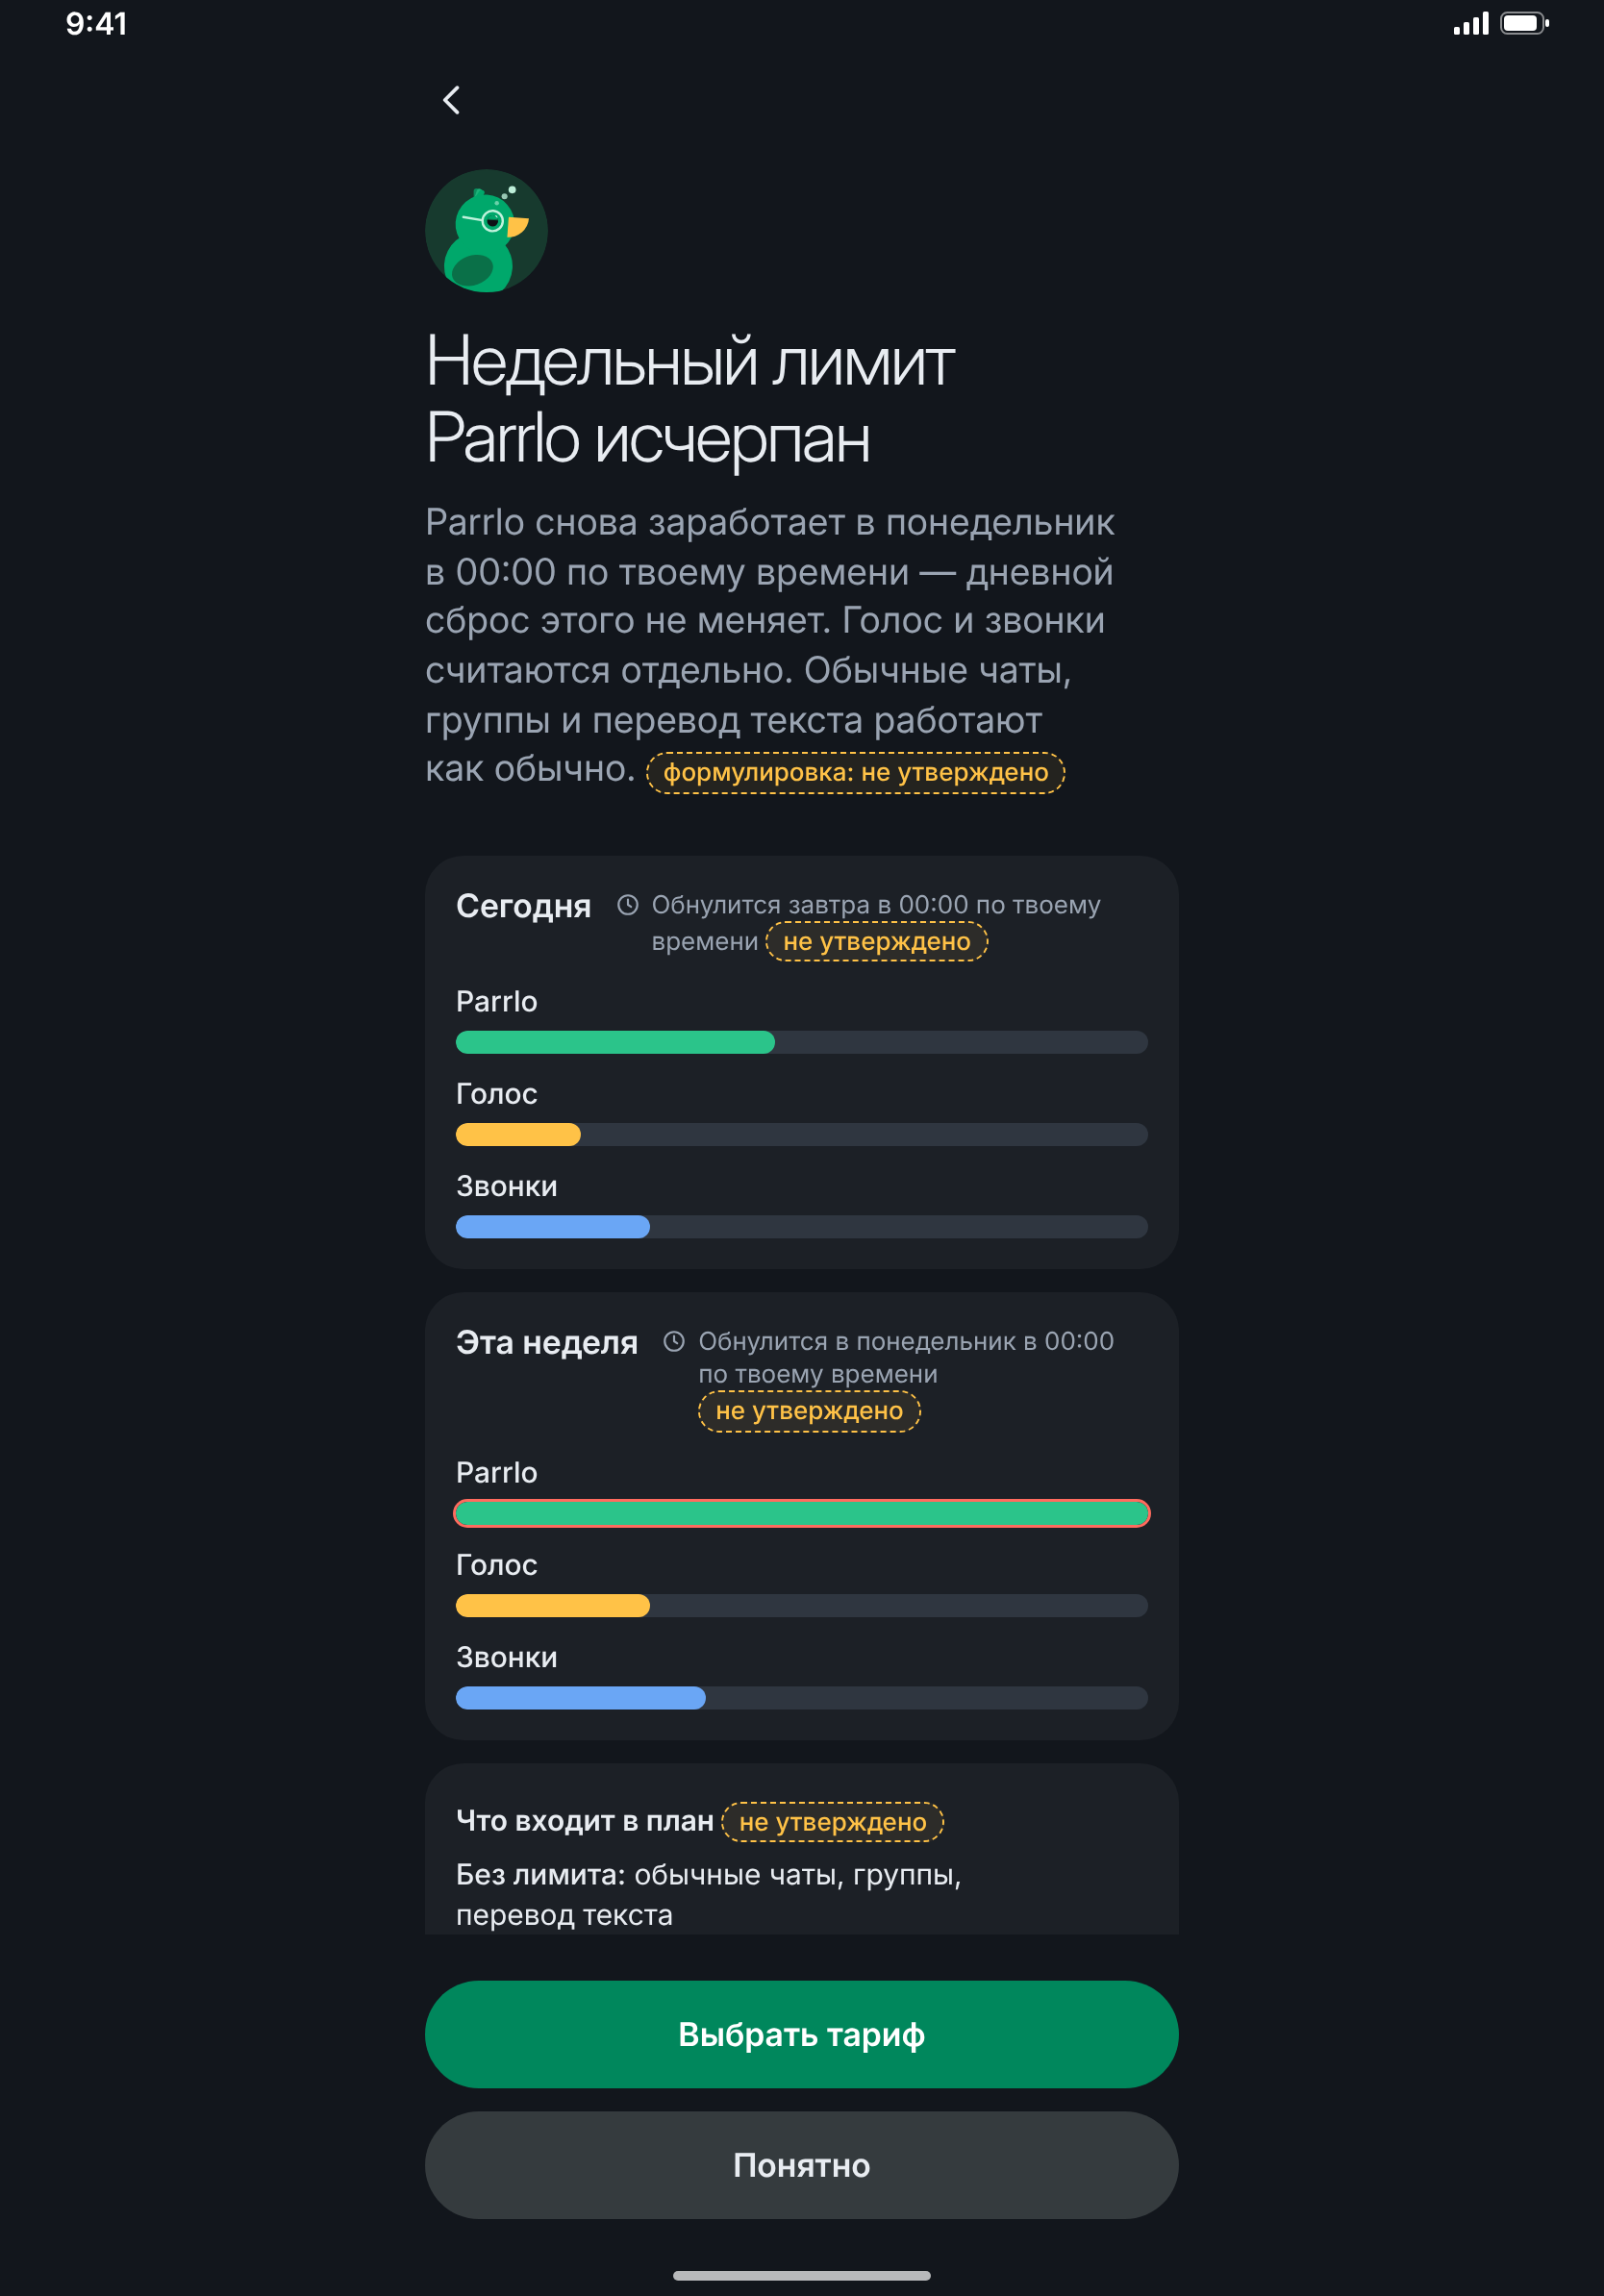 9:41
Недельный лимит
Parrlo исчерпан
Parrlo снова заработает в понедельник
в 00:00 по твоему времени — дневной
сброс этого не меняет. Голос и звонки
считаются отдельно. Обычные чаты,
группы и перевод текста работают
как обычно. формулировка: не утверждено
Сегодня Обнулится завтра в 00:00 по твоему
времени не утверждено
Parrlo
Голос
Звонки
Эта неделя Обнулится в понедельник в 00:00
по твоему времени
не утверждено
Parrlo
Голос
Звонки
Что входит в план не утверждено
Без лимита: обычные чаты, группы,
перевод текста
Выбрать тариф
Понятно